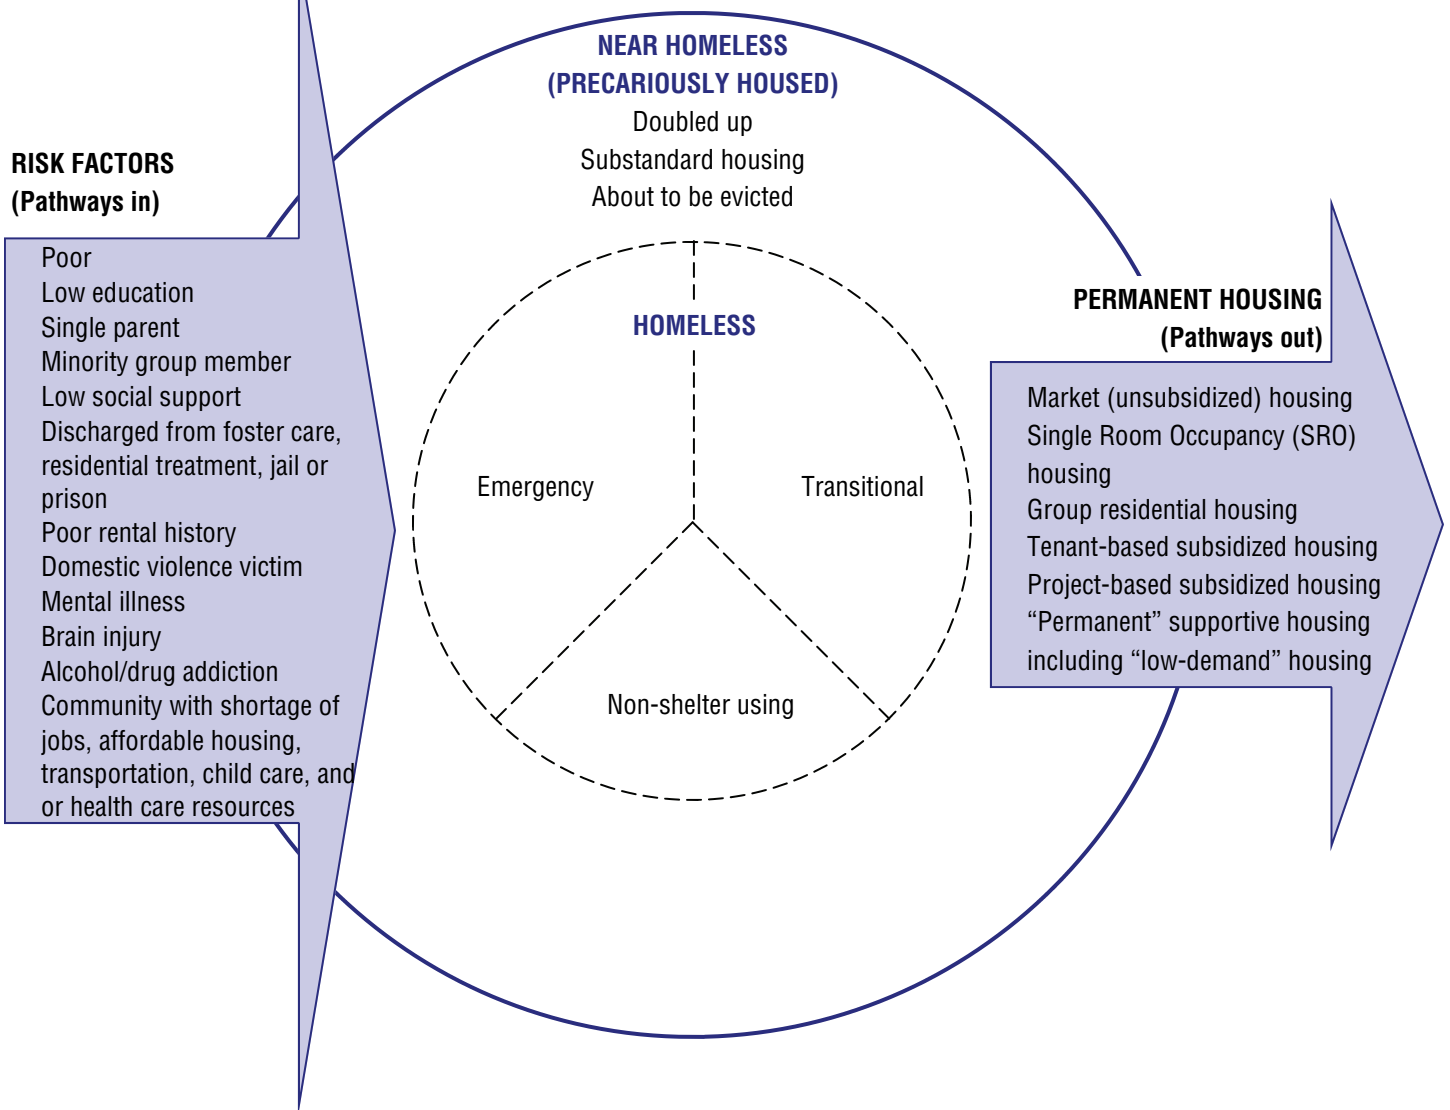 NEAR HOMELESS
(PRECARIOUSLY HOUSED)
Doubled up
Substandard housing
About to be evicted
RISK FACTORS
(Pathways in)
Poor
Low education
Single parent
Minority group member
Low social support
Discharged from foster care,
residential treatment, jail or
prison
Poor rental history
Domestic violence victim
Mental illness
Brain injury
Alcohol/drug addiction
Community with shortage of
jobs, affordable housing,
transportation, child care, and
or health care resources
HOMELESS
Emergency
Transitional
Non-shelter using
PERMANENT HOUSING
(Pathways out)
Market (unsubsidized) housing
Single Room Occupancy (SRO)
housing
Group residential housing
Tenant-based subsidized housing
Project-based subsidized housing
“Permanent” supportive housing
including “low-demand” housing